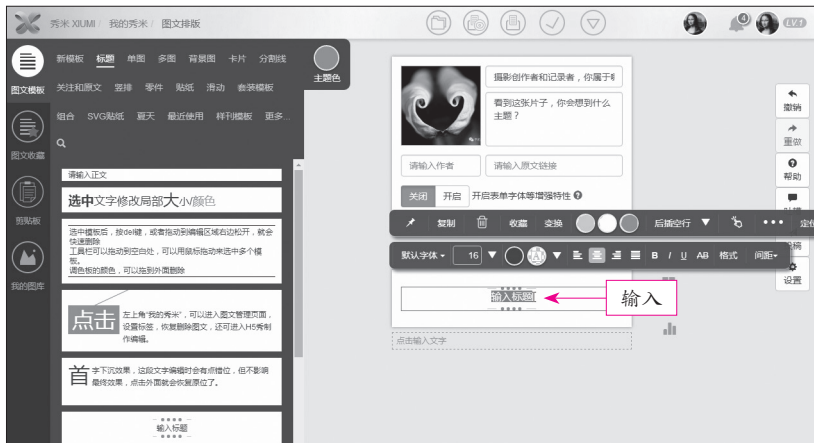 秀米 XIUMI / 我的秀米 / 图文排版
4
LV.1
图文模板
图文收藏
剪贴板
我的图库
新模板 标题 单图 多图 背景图 卡片 分割线
关注和原文 竖排 零件 贴纸 滑动 套装模板
组合 SVG贴纸 夏天 最近使用 样刊模板 更多...
主题色
请输入正文
选中文字修改局部大小/颜色
选中模板后，按del键，或者拖动到编辑区域右边松开，就会
快速删除
工具栏可以拖动到空白处，可以用鼠标拖动来选中多个模
板。
调色板的颜色，可以拖到外面删除
点击 左上角“我的秀米”，可以进入图文管理页面，
设置标签，恢复删除图文，还可进入H5秀制
作编辑。
首 字下沉效果，这段文字编辑时会有点错位，但不影响
最终效果，点击外面就会恢复原位了。
输入标题
摄影创作者和记录者，你属于
看到这张片子，你会想到什么
主题？
请输入作者 请输入原文链接
关闭 开启 开启表单字体等增强特性
复制 收藏 变换 后插空行 ▼ ••• 定位
默认字体 16 ▼ ▼ B I U AB 格式 间距
输入标题
输入
点击输入文字
撤销
重做
帮助
设置